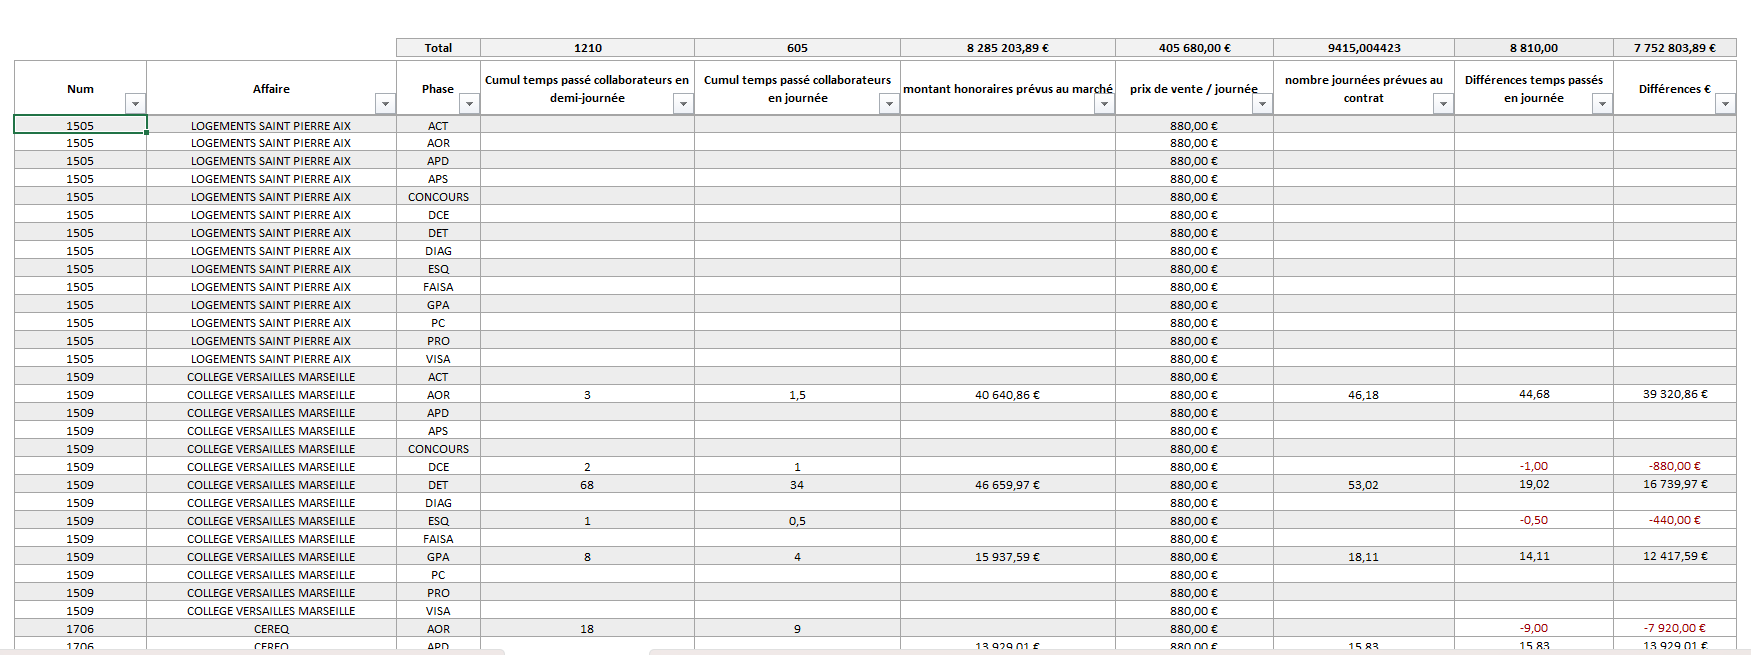 Total 1210 605 8 285 203,89 € 405 680,00 € 9415,004423 8 810,00 7 752 803,89 €
Num Affaire Phase Cumul temps passé collaborateurs en demi-journée Cumul temps passé collaborateurs en journée montant honoraires prévus au marché prix de vente / journée nombre journées prévues au contrat Différences temps passés en journée Différences €
1505 LOGEMENTS SAINT PIERRE AIX ACT 880,00 €
1505 LOGEMENTS SAINT PIERRE AIX AOR 880,00 €
1505 LOGEMENTS SAINT PIERRE AIX APD 880,00 €
1505 LOGEMENTS SAINT PIERRE AIX APS 880,00 €
1505 LOGEMENTS SAINT PIERRE AIX CONCOURS 880,00 €
1505 LOGEMENTS SAINT PIERRE AIX DCE 880,00 €
1505 LOGEMENTS SAINT PIERRE AIX DET 880,00 €
1505 LOGEMENTS SAINT PIERRE AIX DIAG 880,00 €
1505 LOGEMENTS SAINT PIERRE AIX ESQ 880,00 €
1505 LOGEMENTS SAINT PIERRE AIX FAISA 880,00 €
1505 LOGEMENTS SAINT PIERRE AIX GPA 880,00 €
1505 LOGEMENTS SAINT PIERRE AIX PC 880,00 €
1505 LOGEMENTS SAINT PIERRE AIX PRO 880,00 €
1505 LOGEMENTS SAINT PIERRE AIX VISA 880,00 €
1509 COLLEGE VERSAILLES MARSEILLE ACT 880,00 €
1509 COLLEGE VERSAILLES MARSEILLE AOR 3 1,5 40 640,86 € 880,00 € 46,18 44,68 39 320,86 €
1509 COLLEGE VERSAILLES MARSEILLE APD 880,00 €
1509 COLLEGE VERSAILLES MARSEILLE APS 880,00 €
1509 COLLEGE VERSAILLES MARSEILLE CONCOURS 880,00 €
1509 COLLEGE VERSAILLES MARSEILLE DCE 2 1 880,00 € -1,00 -880,00 €
1509 COLLEGE VERSAILLES MARSEILLE DET 68 34 46 659,97 € 880,00 € 53,02 19,02 16 739,97 €
1509 COLLEGE VERSAILLES MARSEILLE DIAG 880,00 €
1509 COLLEGE VERSAILLES MARSEILLE ESQ 1 0,5 880,00 € -0,50 -440,00 €
1509 COLLEGE VERSAILLES MARSEILLE FAISA 880,00 €
1509 COLLEGE VERSAILLES MARSEILLE GPA 8 4 15 937,59 € 880,00 € 18,11 14,11 12 417,59 €
1509 COLLEGE VERSAILLES MARSEILLE PC 880,00 €
1509 COLLEGE VERSAILLES MARSEILLE PRO 880,00 €
1509 COLLEGE VERSAILLES MARSEILLE VISA 880,00 €
1706 CEREQ AOR 18 9 880,00 € -9,00 -7 920,00 €
1706 CEREQ APD 13 929,01 € 880,00 € 15,83 15,83 13 929,01 €